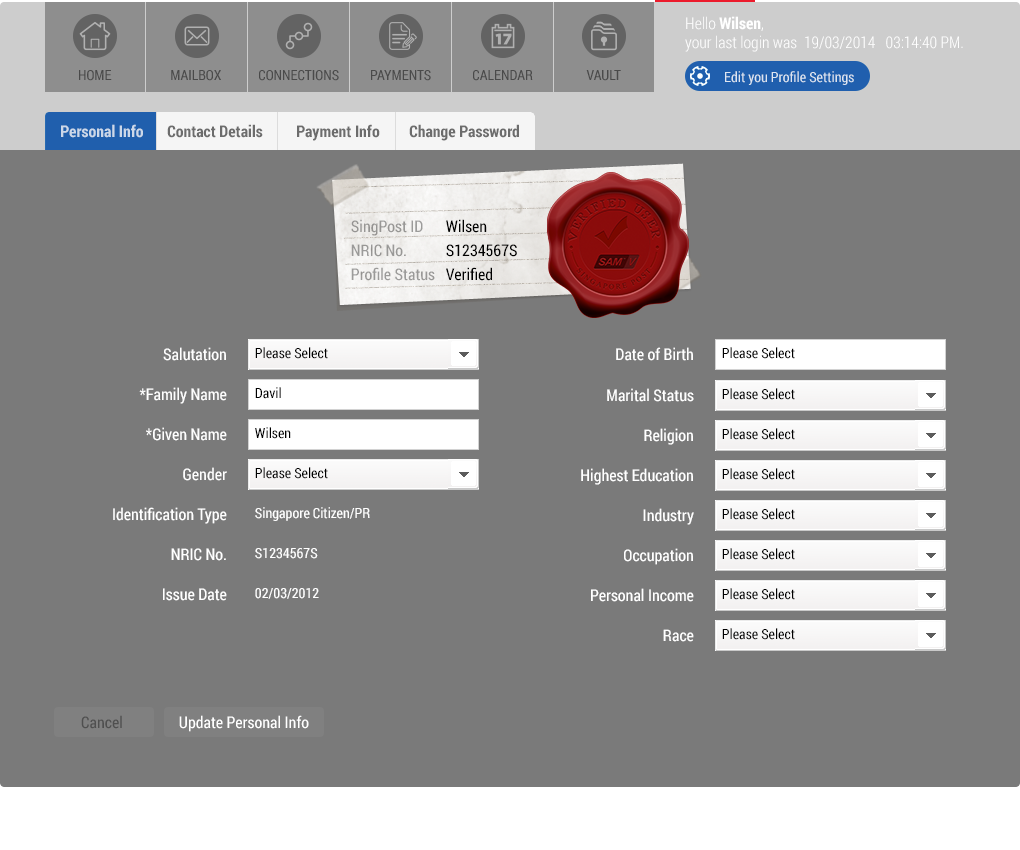 Hello Wilsen,
your last login was 19/03/2014 03:14:40 PM.
17
HOME MAILBOX CONNECTIONS PAYMENTS CALENDAR VAULT
Edit you Profile Settings
Personal Info Contact Details Payment Info Change Password
VERIFIED USER
SingPost ID Wilsen
NRIC No. S1234567S
SAM
Profile Status Verified
SINGAPORE POST
Salutation Please Select Date of Birth Please Select
*Family Name Davil Marital Status Please Select
*Given Name Wilsen Religion Please Select
Gender Please Select Highest Education Please Select
Identification Type Singapore Citizen/PR Industry Please Select
NRIC No. S1234567S Occupation Please Select
Issue Date 02/03/2012 Personal Income Please Select
Race Please Select
Cancel Update Personal Info